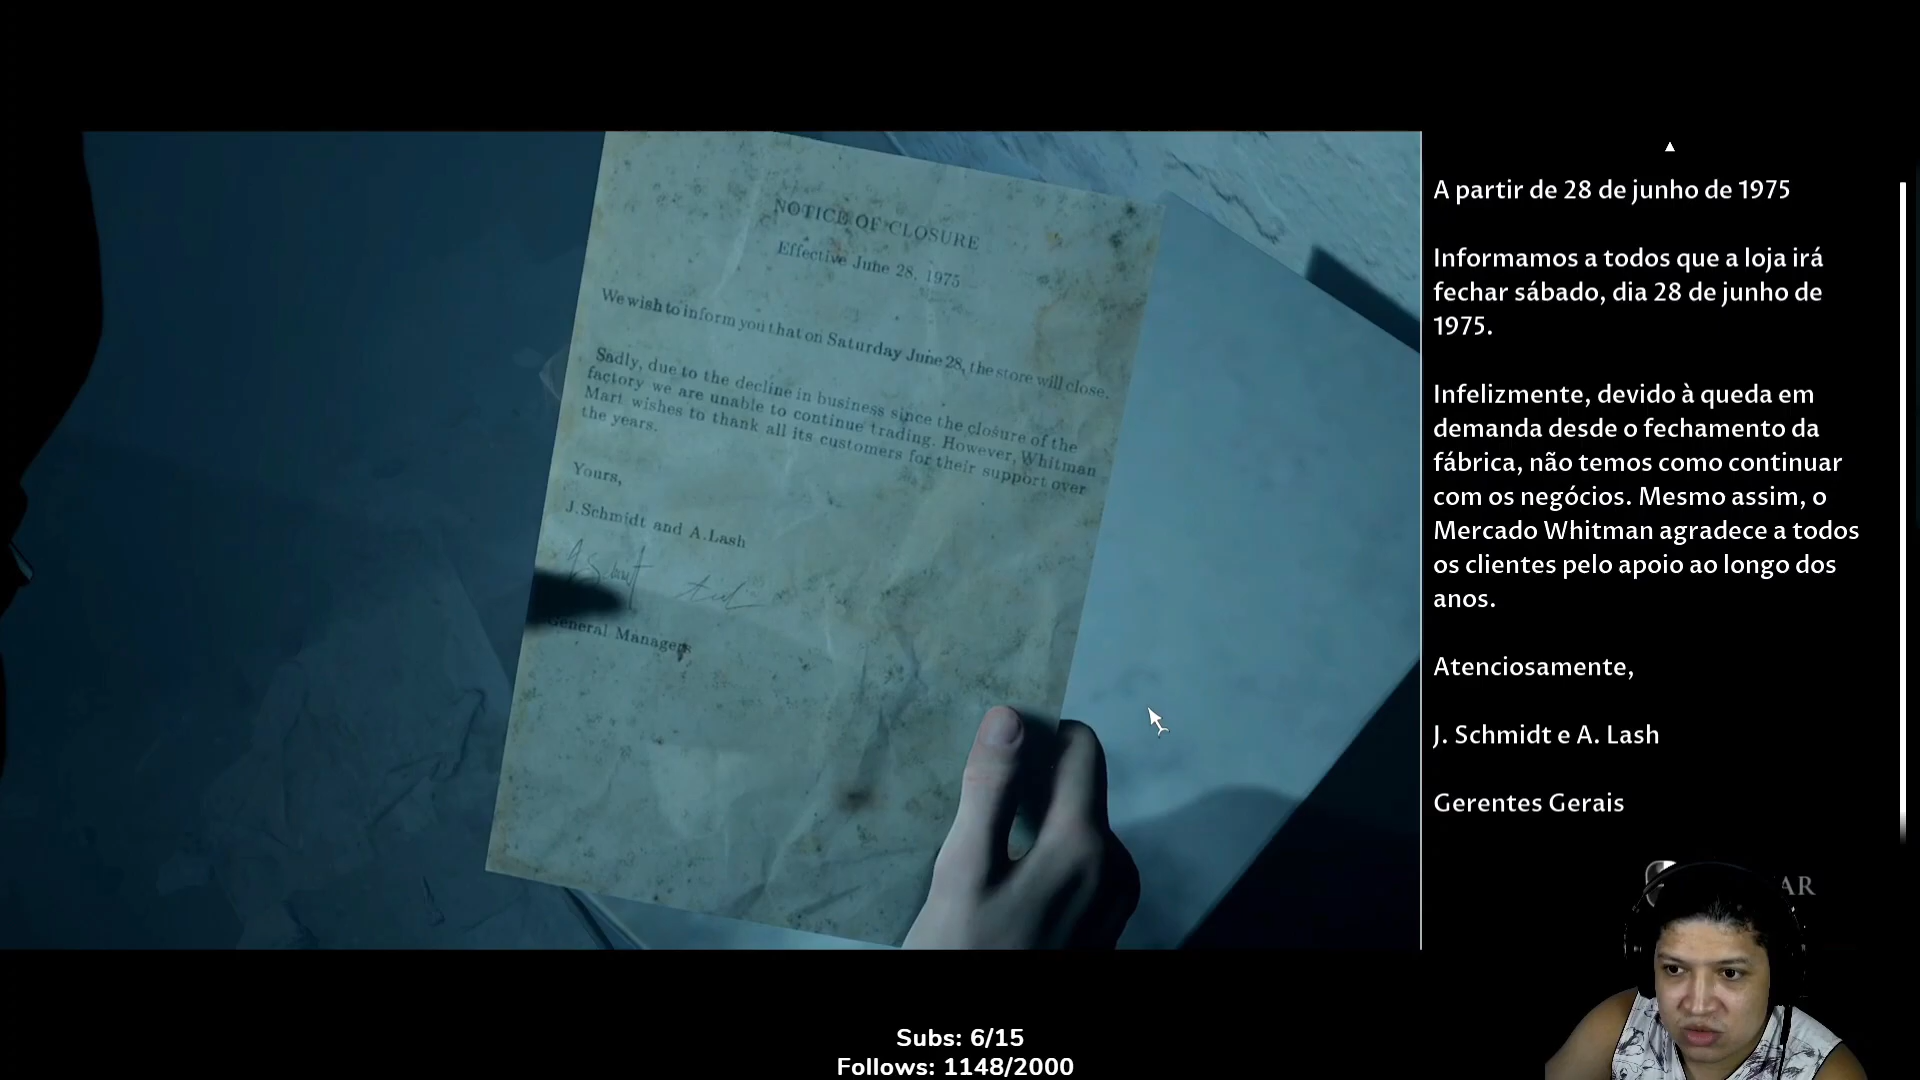 NOTICE OF CLOSURE
Effective June 28, 1975
We wish to inform you that on Saturday June 28, the store will close.
Sadly, due to the decline in business since the closure of the
factory we are unable to continue trading. However, Whitman
Mart wishes to thank all its customers for their support over
the years.
Yours,
J.Schmidt and A.Lash
General Managers
A partir de 28 de junho de 1975
Informamos a todos que a loja irá
fechar sábado, dia 28 de junho de
1975.
Infelizmente, devido à queda em
demanda desde o fechamento da
fábrica, não temos como continuar
com os negócios. Mesmo assim, o
Mercado Whitman agradece a todos
os clientes pelo apoio ao longo dos
anos.
Atenciosamente,
J. Schmidt e A. Lash
Gerentes Gerais
Subs: 6/15
Follows: 1148/2000